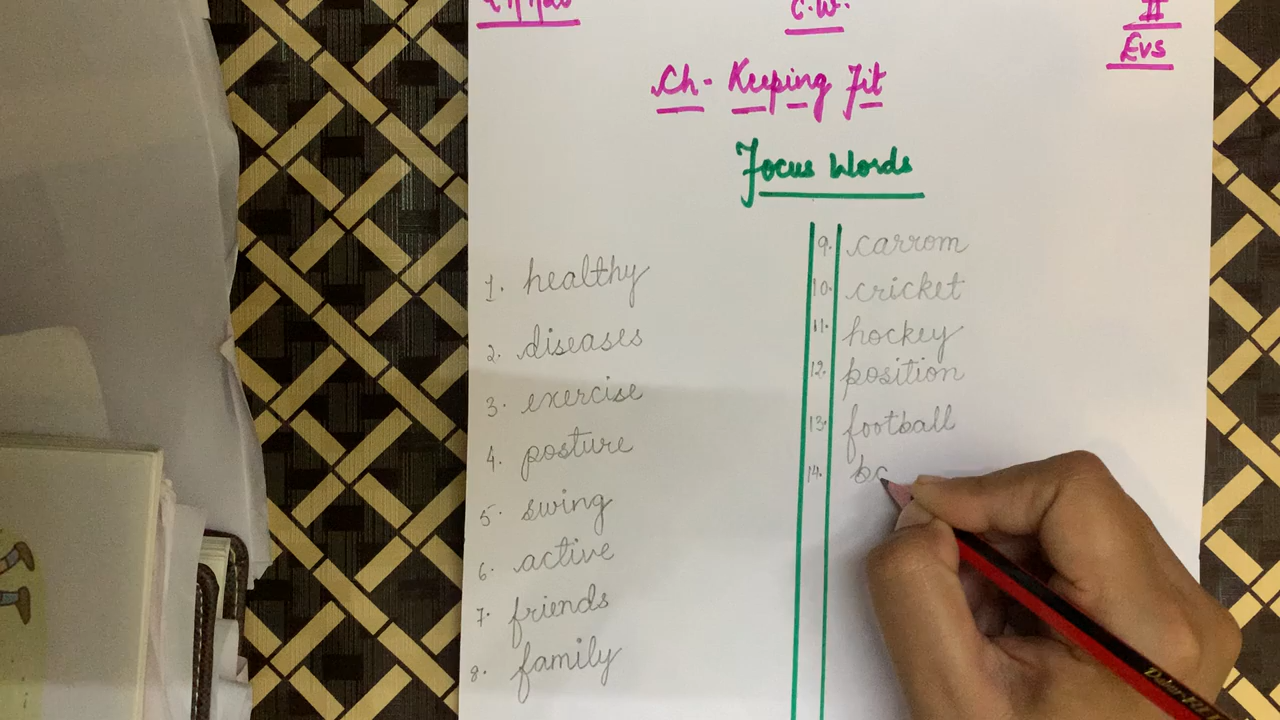 C.W.
II
Evs
Ch- Keeping Fit
Focus Words
1. healthy
2. diseases
3. exercise
4. posture
5. swing
6. active
7. friends
8. family
9. carrom
10. cricket
11. hockey
12. position
13. football
14.